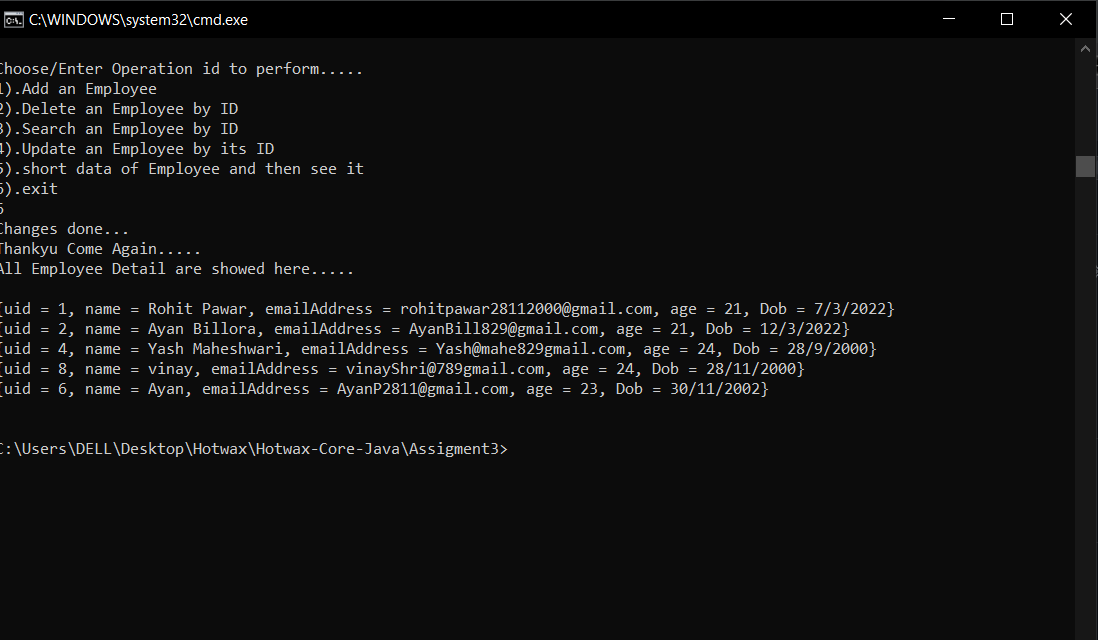 C:\WINDOWS\system32\cmd.exe
Choose/Enter Operation id to perform.....
1).Add an Employee
2).Delete an Employee by ID
3).Search an Employee by ID
4).Update an Employee by its ID
5).short data of Employee and then see it
6).exit
6
Changes done...
Thankyu Come Again.....
All Employee Detail are showed here.....
{uid = 1, name = Rohit Pawar, emailAddress = rohitpawar28112000@gmail.com, age = 21, Dob = 7/3/2022}
{uid = 2, name = Ayan Billora, emailAddress = AyanBill829@gmail.com, age = 21, Dob = 12/3/2022}
{uid = 4, name = Yash Maheshwari, emailAddress = Yash@mahe829gmail.com, age = 24, Dob = 28/9/2000}
{uid = 8, name = vinay, emailAddress = vinayShri@789gmail.com, age = 24, Dob = 28/11/2000}
{uid = 6, name = Ayan, emailAddress = AyanP2811@gmail.com, age = 23, Dob = 30/11/2002}
C:\Users\DELL\Desktop\Hotwax\Hotwax-Core-Java\Assigment3>